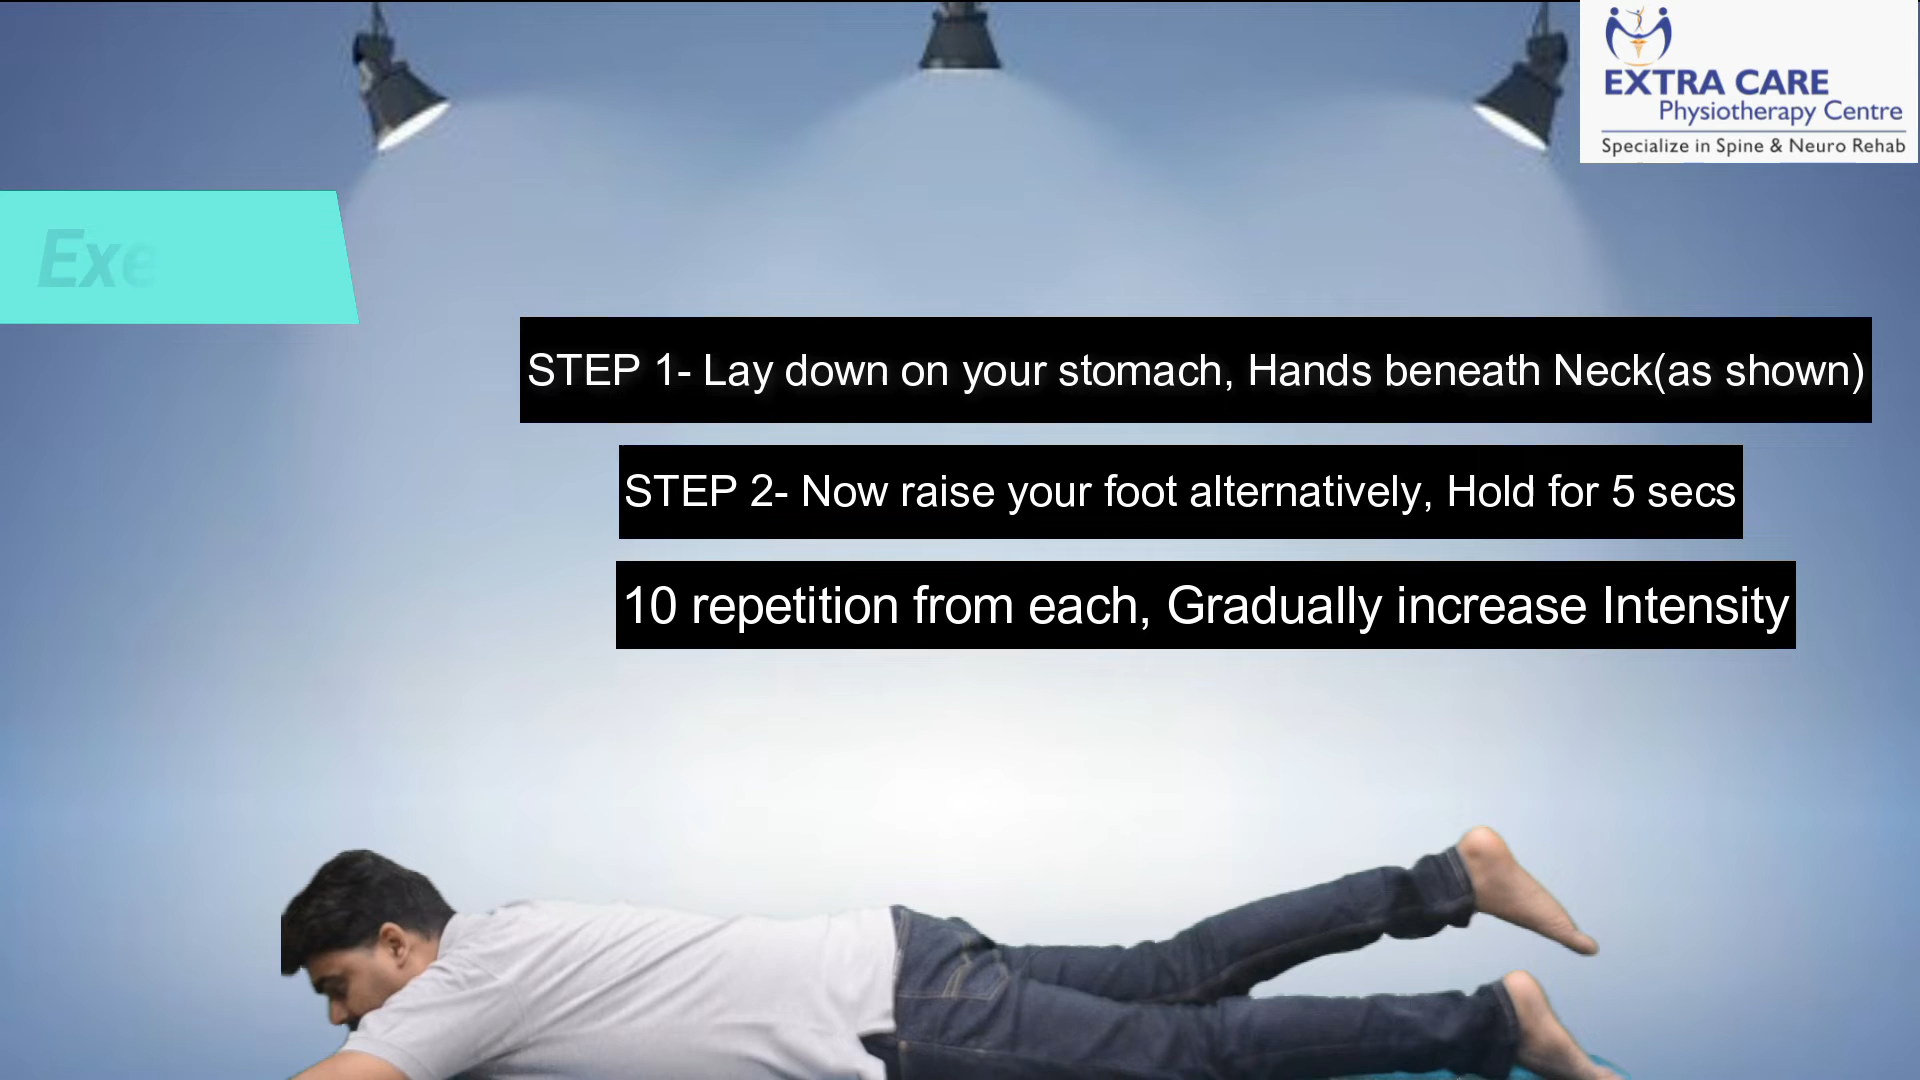 EXTRA CARE
Physiotherapy Centre
Specialize in Spine & Neuro Rehab
Exe
STEP 1- Lay down on your stomach, Hands beneath Neck(as shown)
STEP 2- Now raise your foot alternatively, Hold for 5 secs
10 repetition from each, Gradually increase Intensity